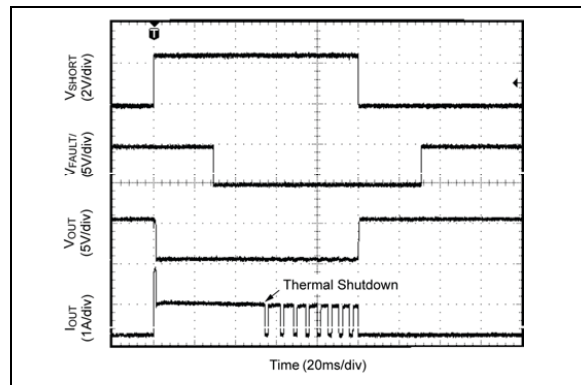 T
VSHORT
(2V/div)
VFAULT/
(5V/div)
VOUT
(5V/div)
Thermal Shutdown
IOUT
(1A/div)
Time (20ms/div)